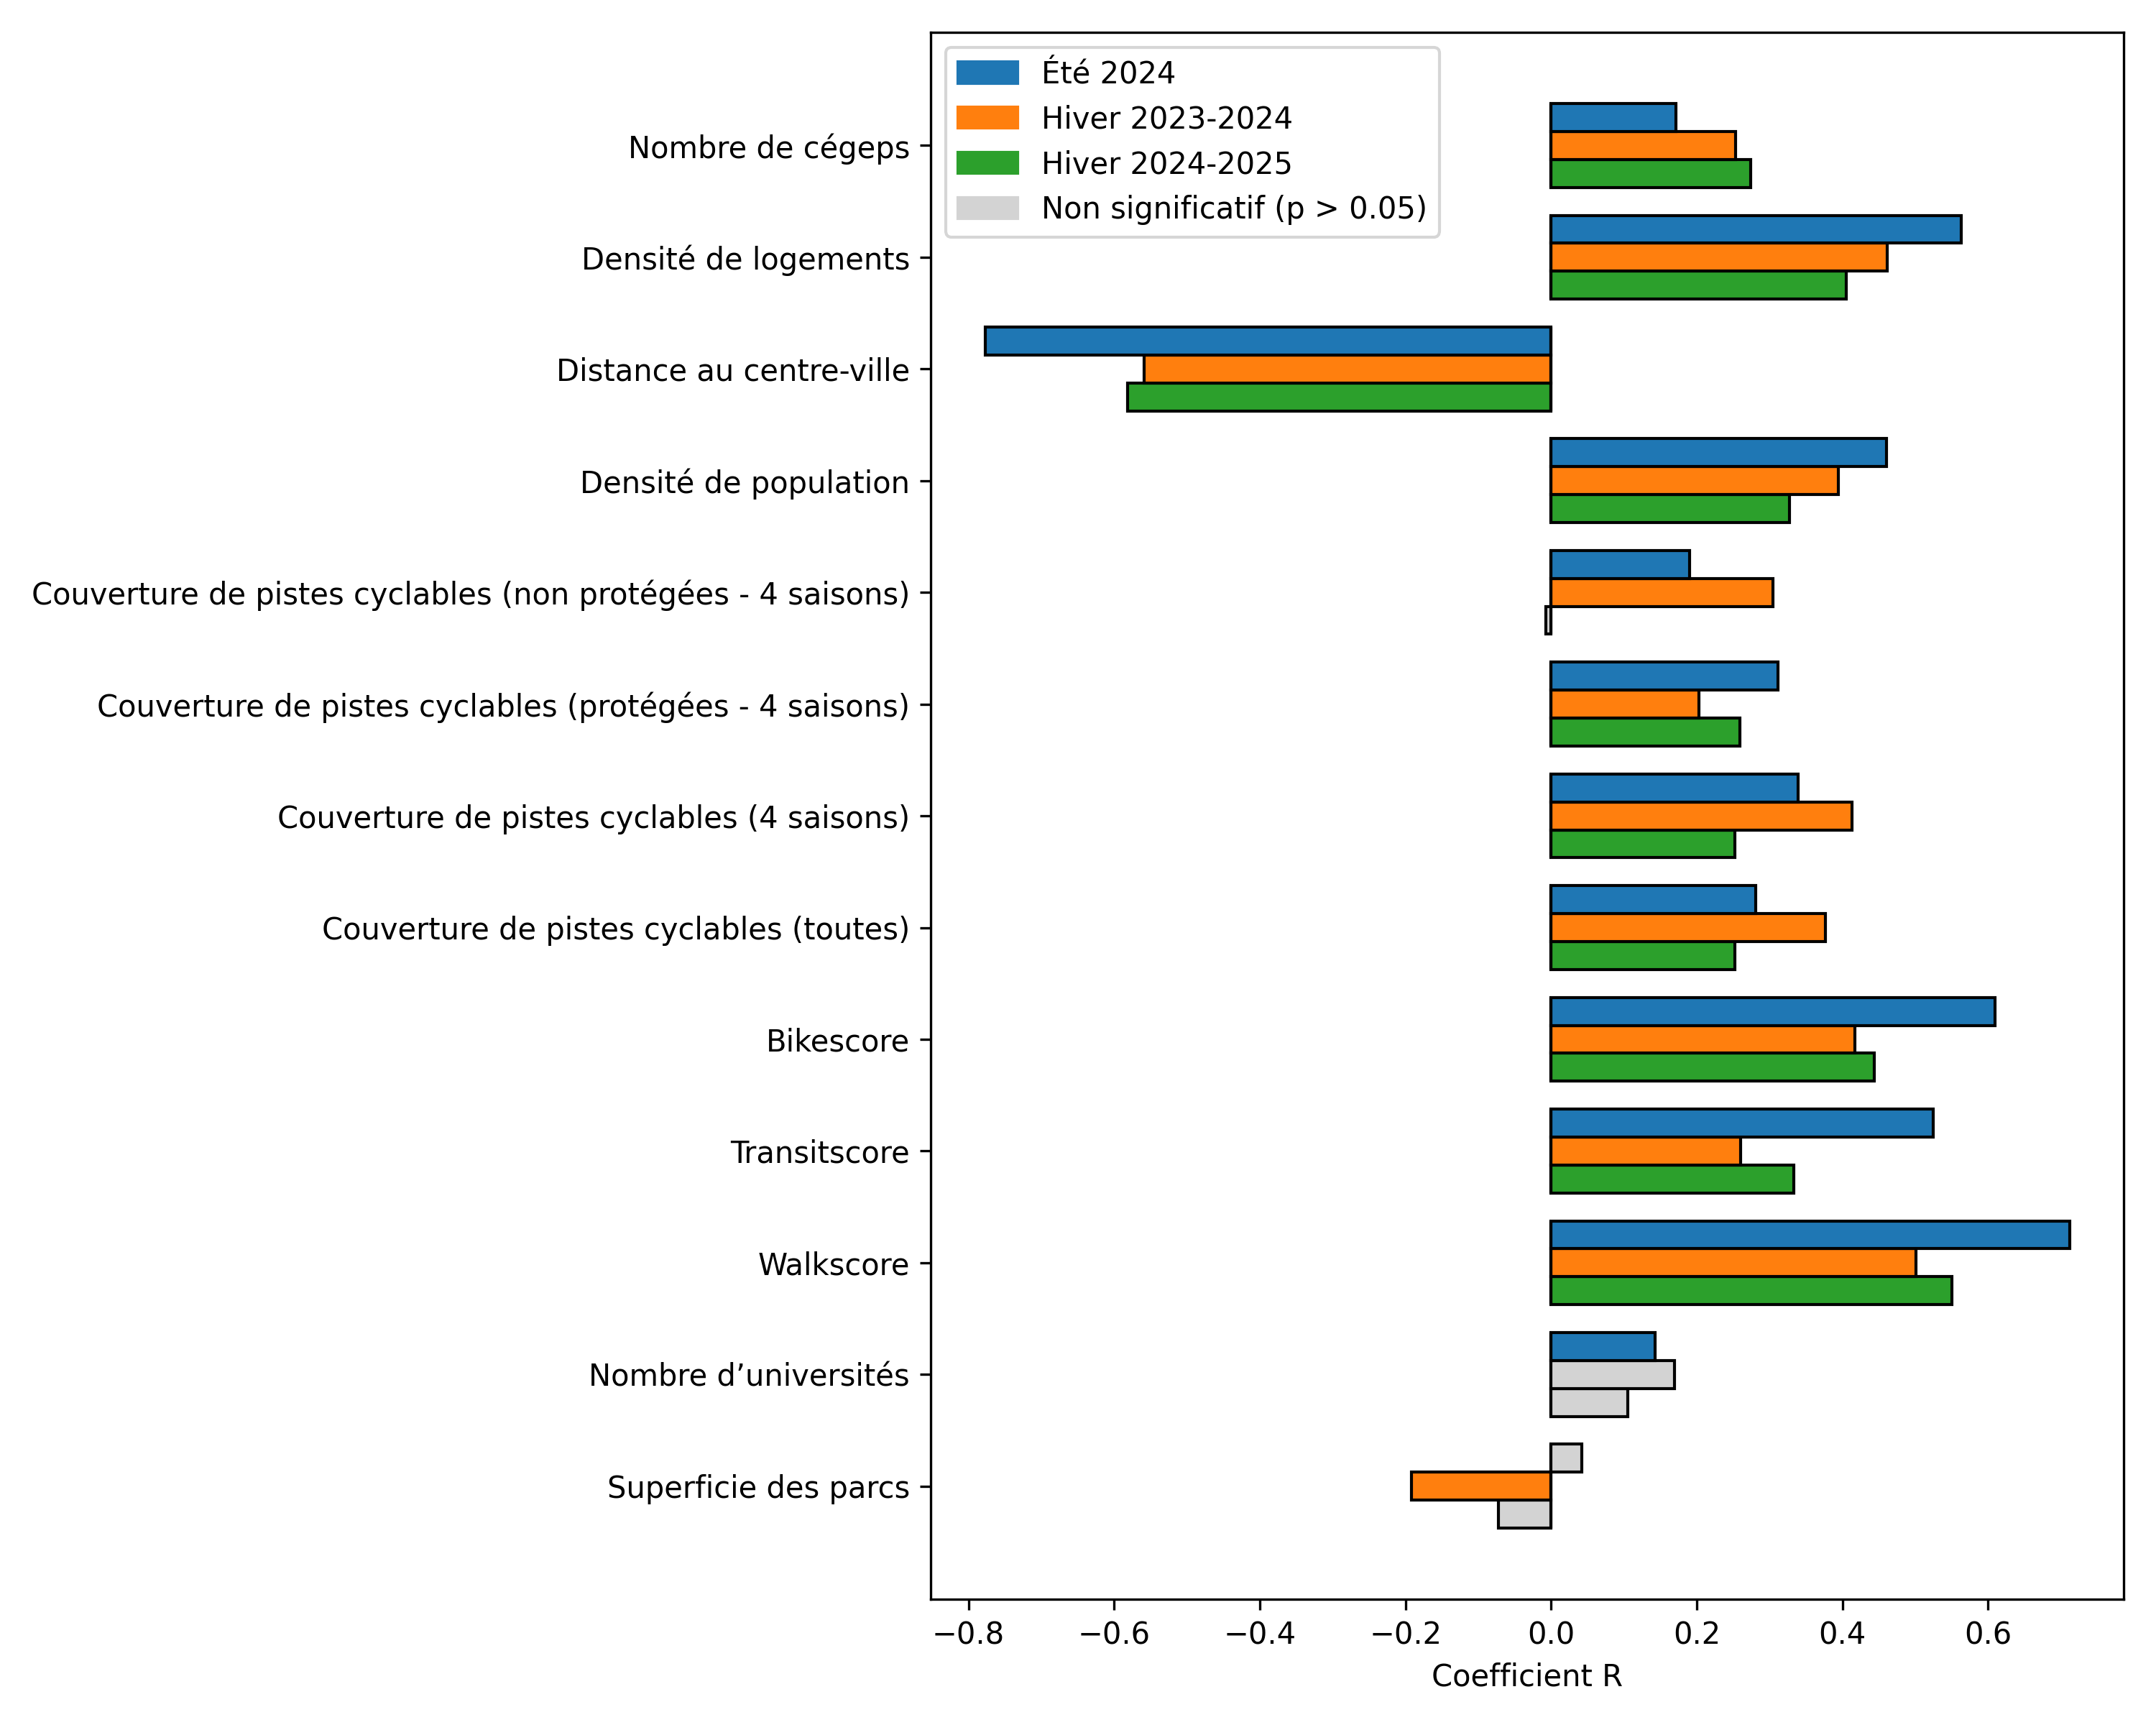 Été 2024
Hiver 2023-2024
Hiver 2024-2025
Non significatif (p > 0.05)
Nombre de cégeps
Densité de logements
Distance au centre-ville
Densité de population
Couverture de pistes cyclables (non protégées - 4 saisons)
Couverture de pistes cyclables (protégées - 4 saisons)
Couverture de pistes cyclables (4 saisons)
Couverture de pistes cyclables (toutes)
Bikescore
Transitscore
Walkscore
Nombre d’universités
Superficie des parcs
−0.8 −0.6 −0.4 −0.2 0.0 0.2 0.4 0.6
Coefficient R